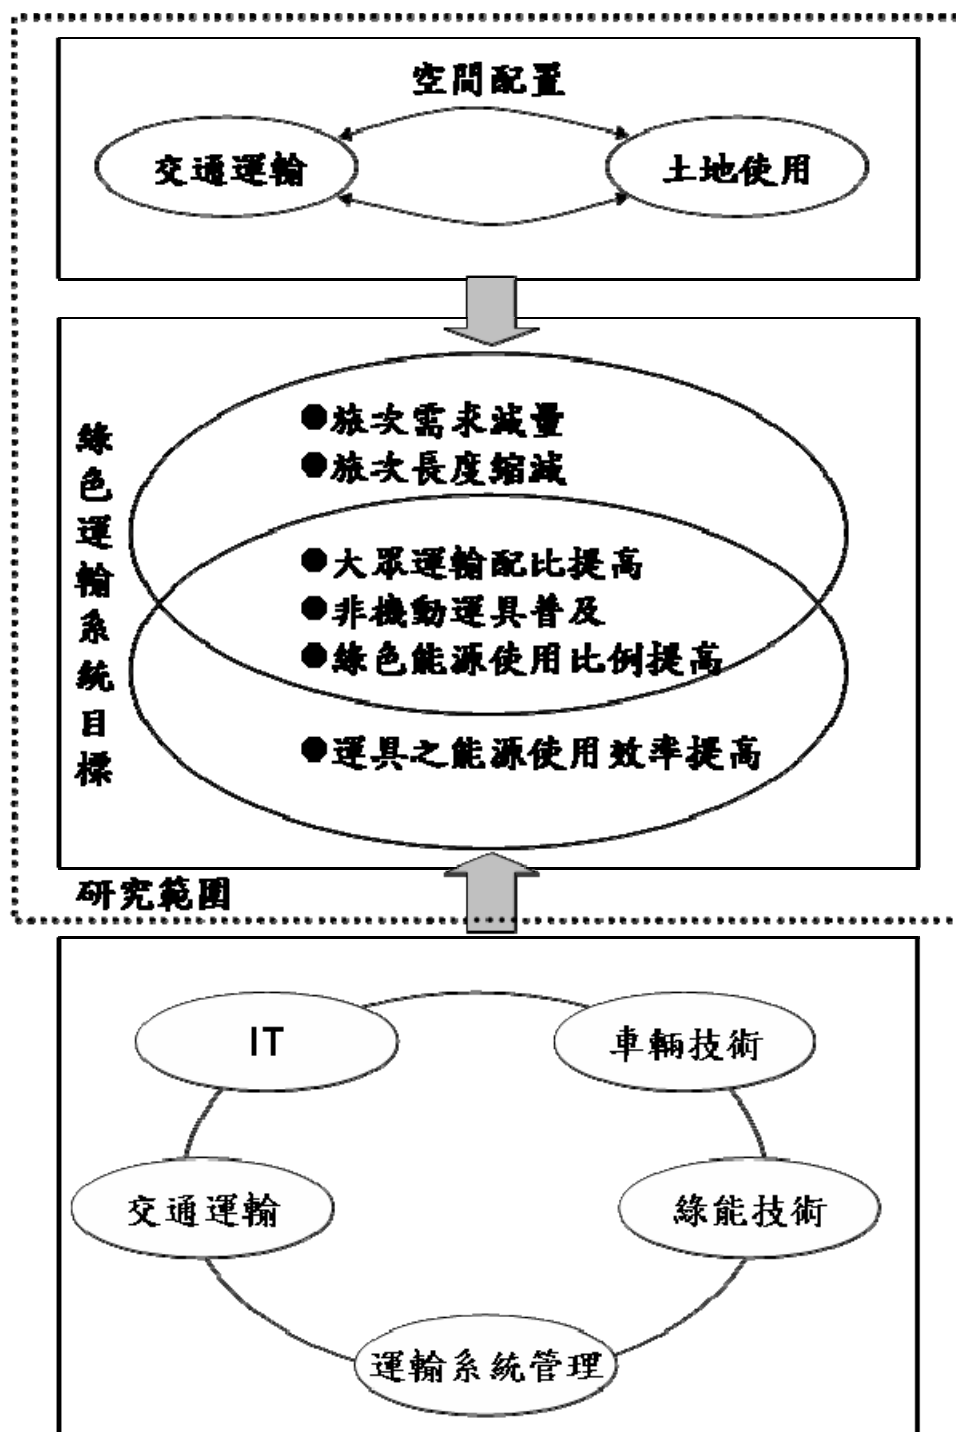 空間配置
交通運輸
土地使用
綠色運輸系統目標
●旅次需求減量
●旅次長度縮減
●大眾運輸配比提高
●非機動運具普及
●綠色能源使用比例提高
●運具之能源使用效率提高
研究範圍
IT
車輛技術
交通運輸
綠能技術
運輸系統管理